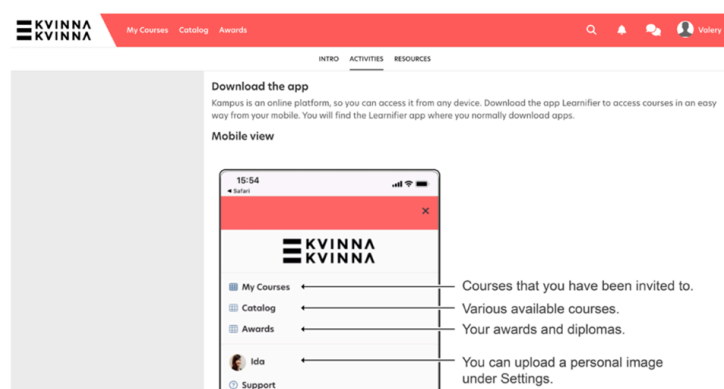 KVINNA
KVINNA
My Courses Catalog Awards
Valery
INTRO ACTIVITIES RESOURCES
Download the app
Kampus is an online platform, so you can access it from any device. Download the app Learnifier to access courses in an easy
way from your mobile. You will find the Learnifier app where you normally download apps.
Mobile view
15:54
Safari
KVINNA
KVINNA
My Courses
Courses that you have been invited to.
Catalog
Various available courses.
Awards
Your awards and diplomas.
Ida
You can upload a personal image
under Settings.
Support